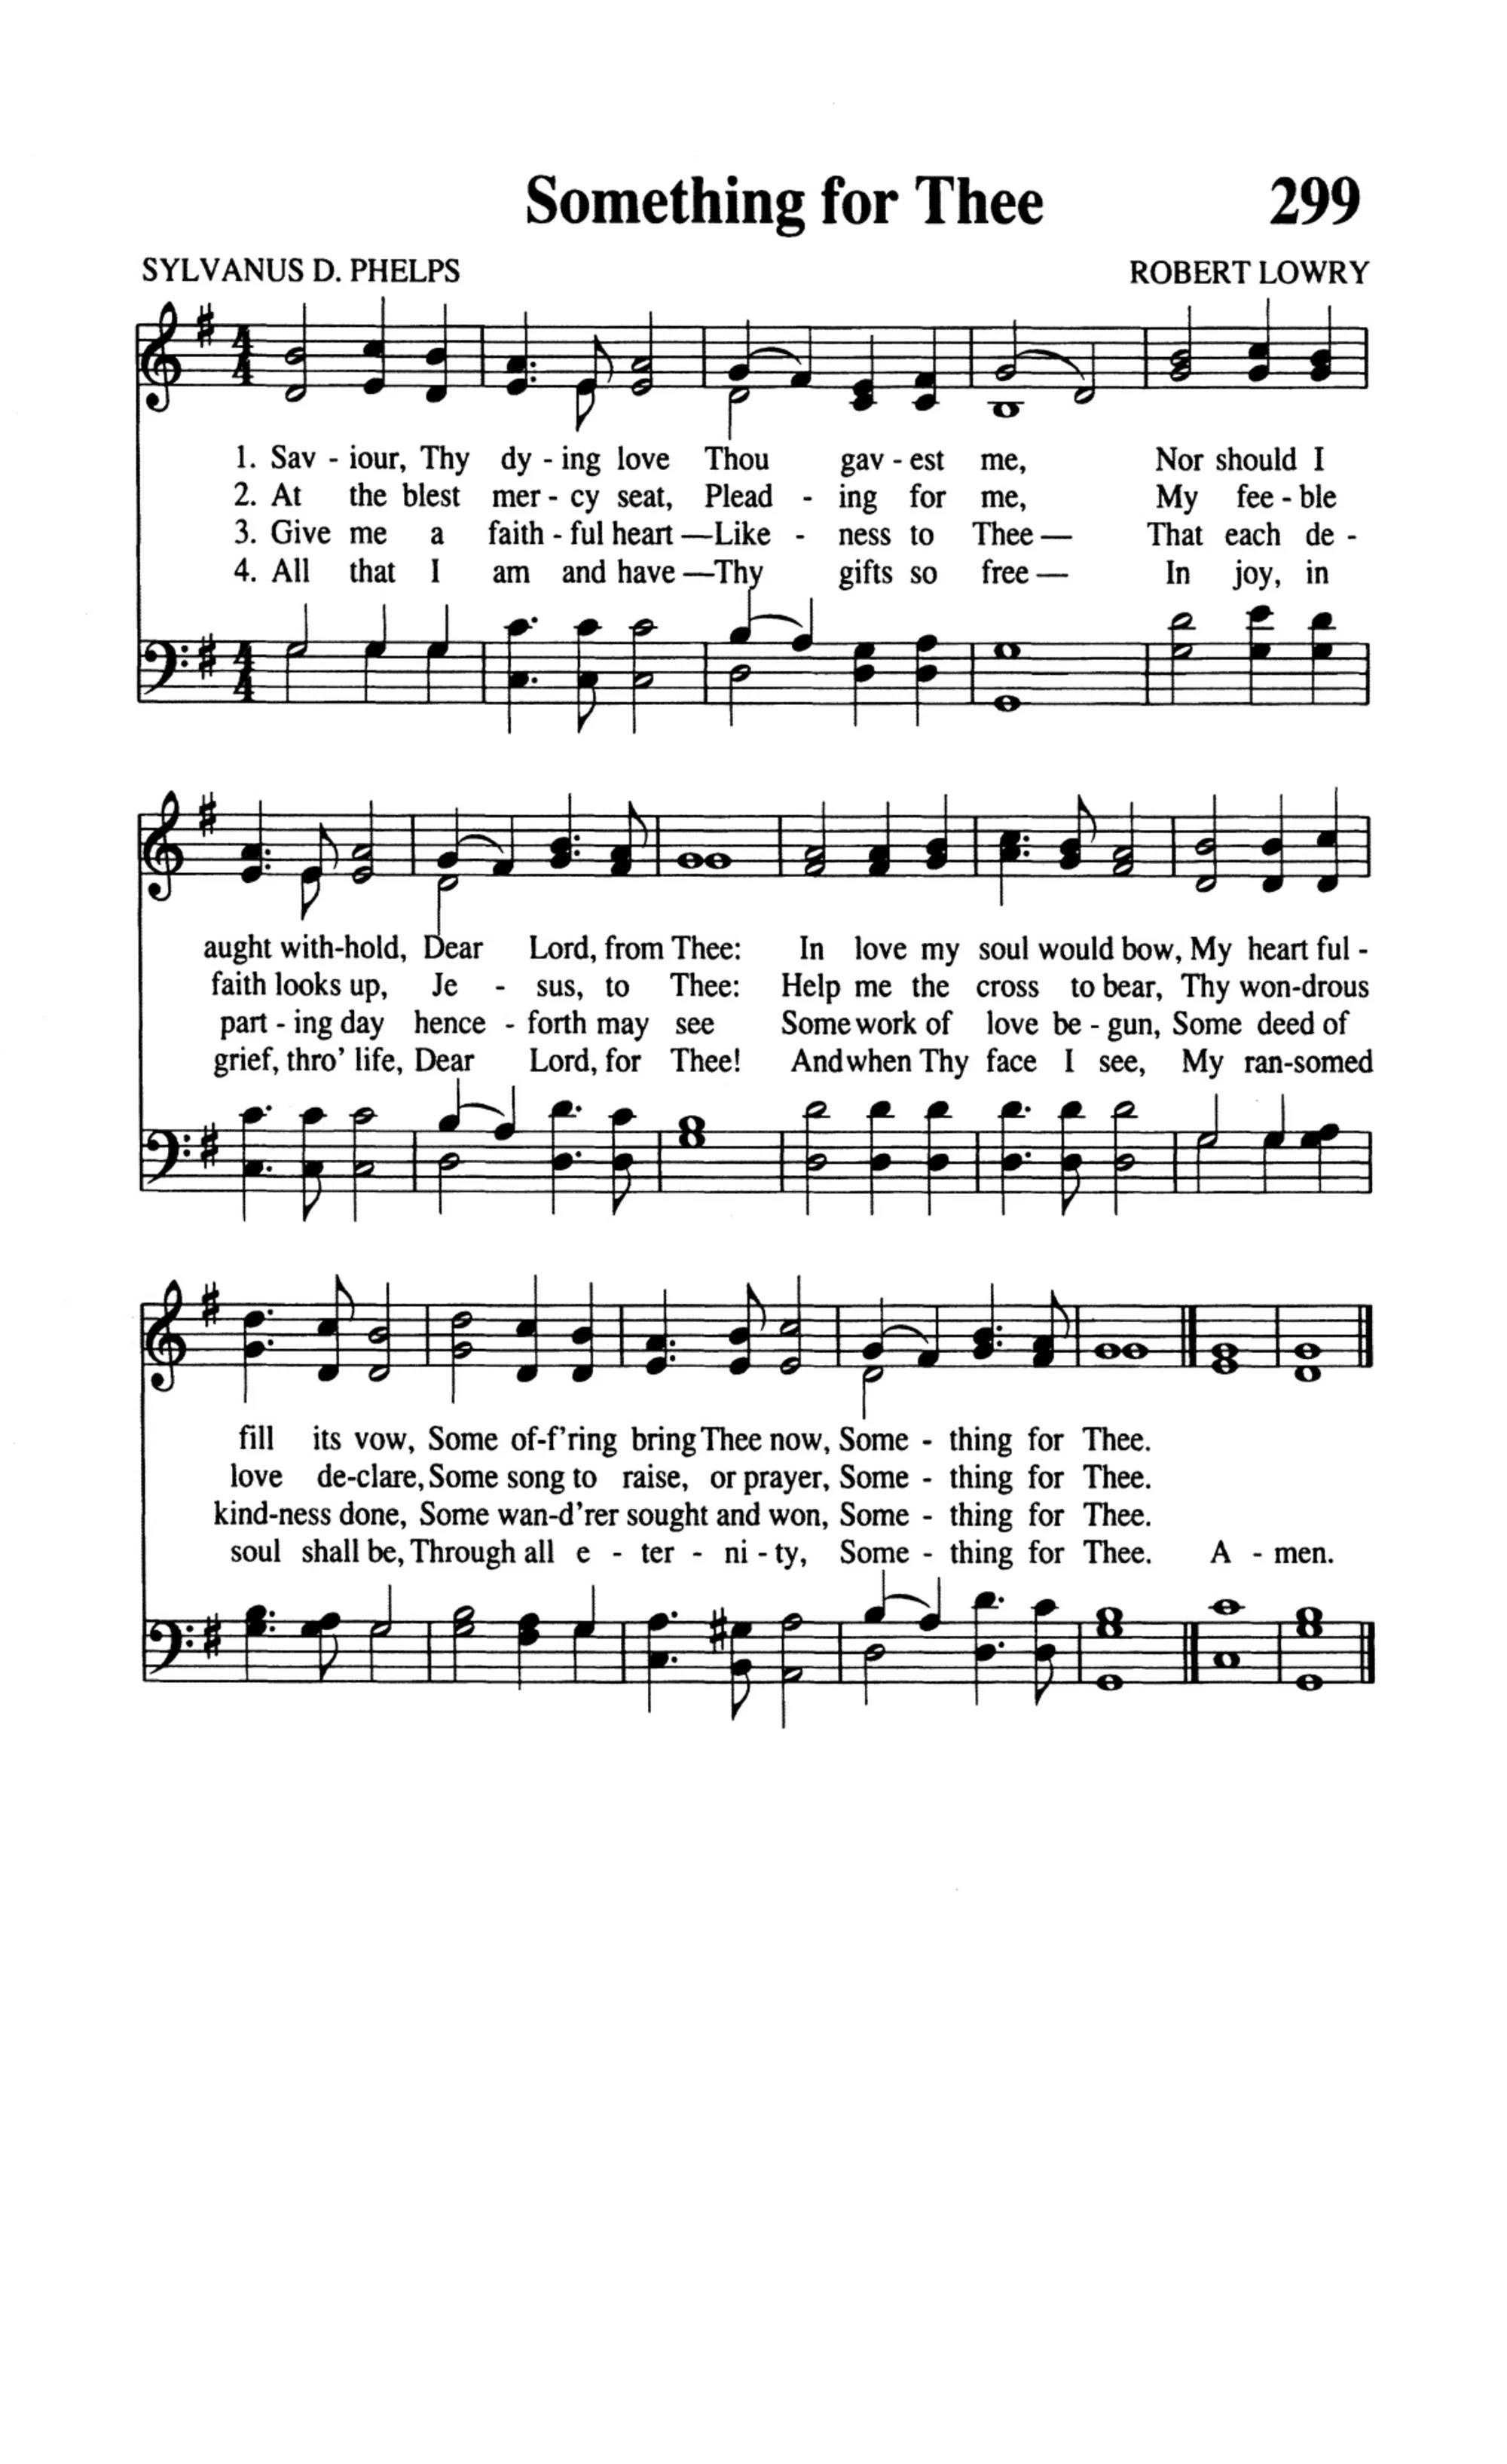 Something for Thee 299
SYLVANUS D. PHELPS ROBERT LOWRY
4 4
1. Sav - iour, Thy dy - ing love Thou gav - est me, Nor should I
2. At the blest mer - cy seat, Plead - ing for me, My fee - ble
3. Give me a faith - ful heart —Like - ness to Thee — That each de -
4. All that I am and have —Thy gifts so free — In joy, in
4 4
aught with-hold, Dear Lord, from Thee: In love my soul would bow, My heart ful -
faith looks up, Je - sus, to Thee: Help me the cross to bear, Thy won-drous
part - ing day hence - forth may see Some work of love be - gun, Some deed of
grief, thro' life, Dear Lord, for Thee! And when Thy face I see, My ran-somed
fill its vow, Some of-f'ring bring Thee now, Some - thing for Thee.
love de-clare, Some song to raise, or prayer, Some - thing for Thee.
kind-ness done, Some wan-d'rer sought and won, Some - thing for Thee.
soul shall be, Through all e - ter - ni - ty, Some - thing for Thee. A - men.